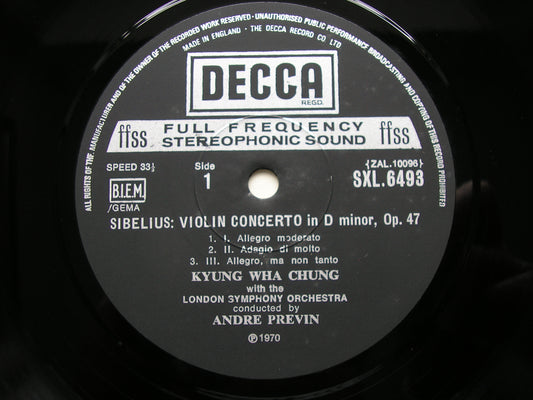 ALL RIGHTS OF THE MANUFACTURER AND OF THE OWNER OF THE RECORDED WORK RESERVED · UNAUTHORISED PUBLIC PERFORMANCE BROADCASTING AND COPYING OF THIS RECORD PROHIBITED
MADE IN ENGLAND · THE DECCA RECORD CO LTD
DECCA
REGD.
ffss FULL FREQUENCY STEREOPHONIC SOUND ffss
SPEED 33⅓ Side 1 (ZAL.10096)
SXL.6493
B.I.E.M.
/GEMA
SIBELIUS: VIOLIN CONCERTO in D minor, Op. 47
1. I. Allegro moderato
2. II. Adagio di molto
3. III. Allegro, ma non tanto
KYUNG WHA CHUNG
with the
LONDON SYMPHONY ORCHESTRA
conducted by
ANDRE PREVIN
℗1970